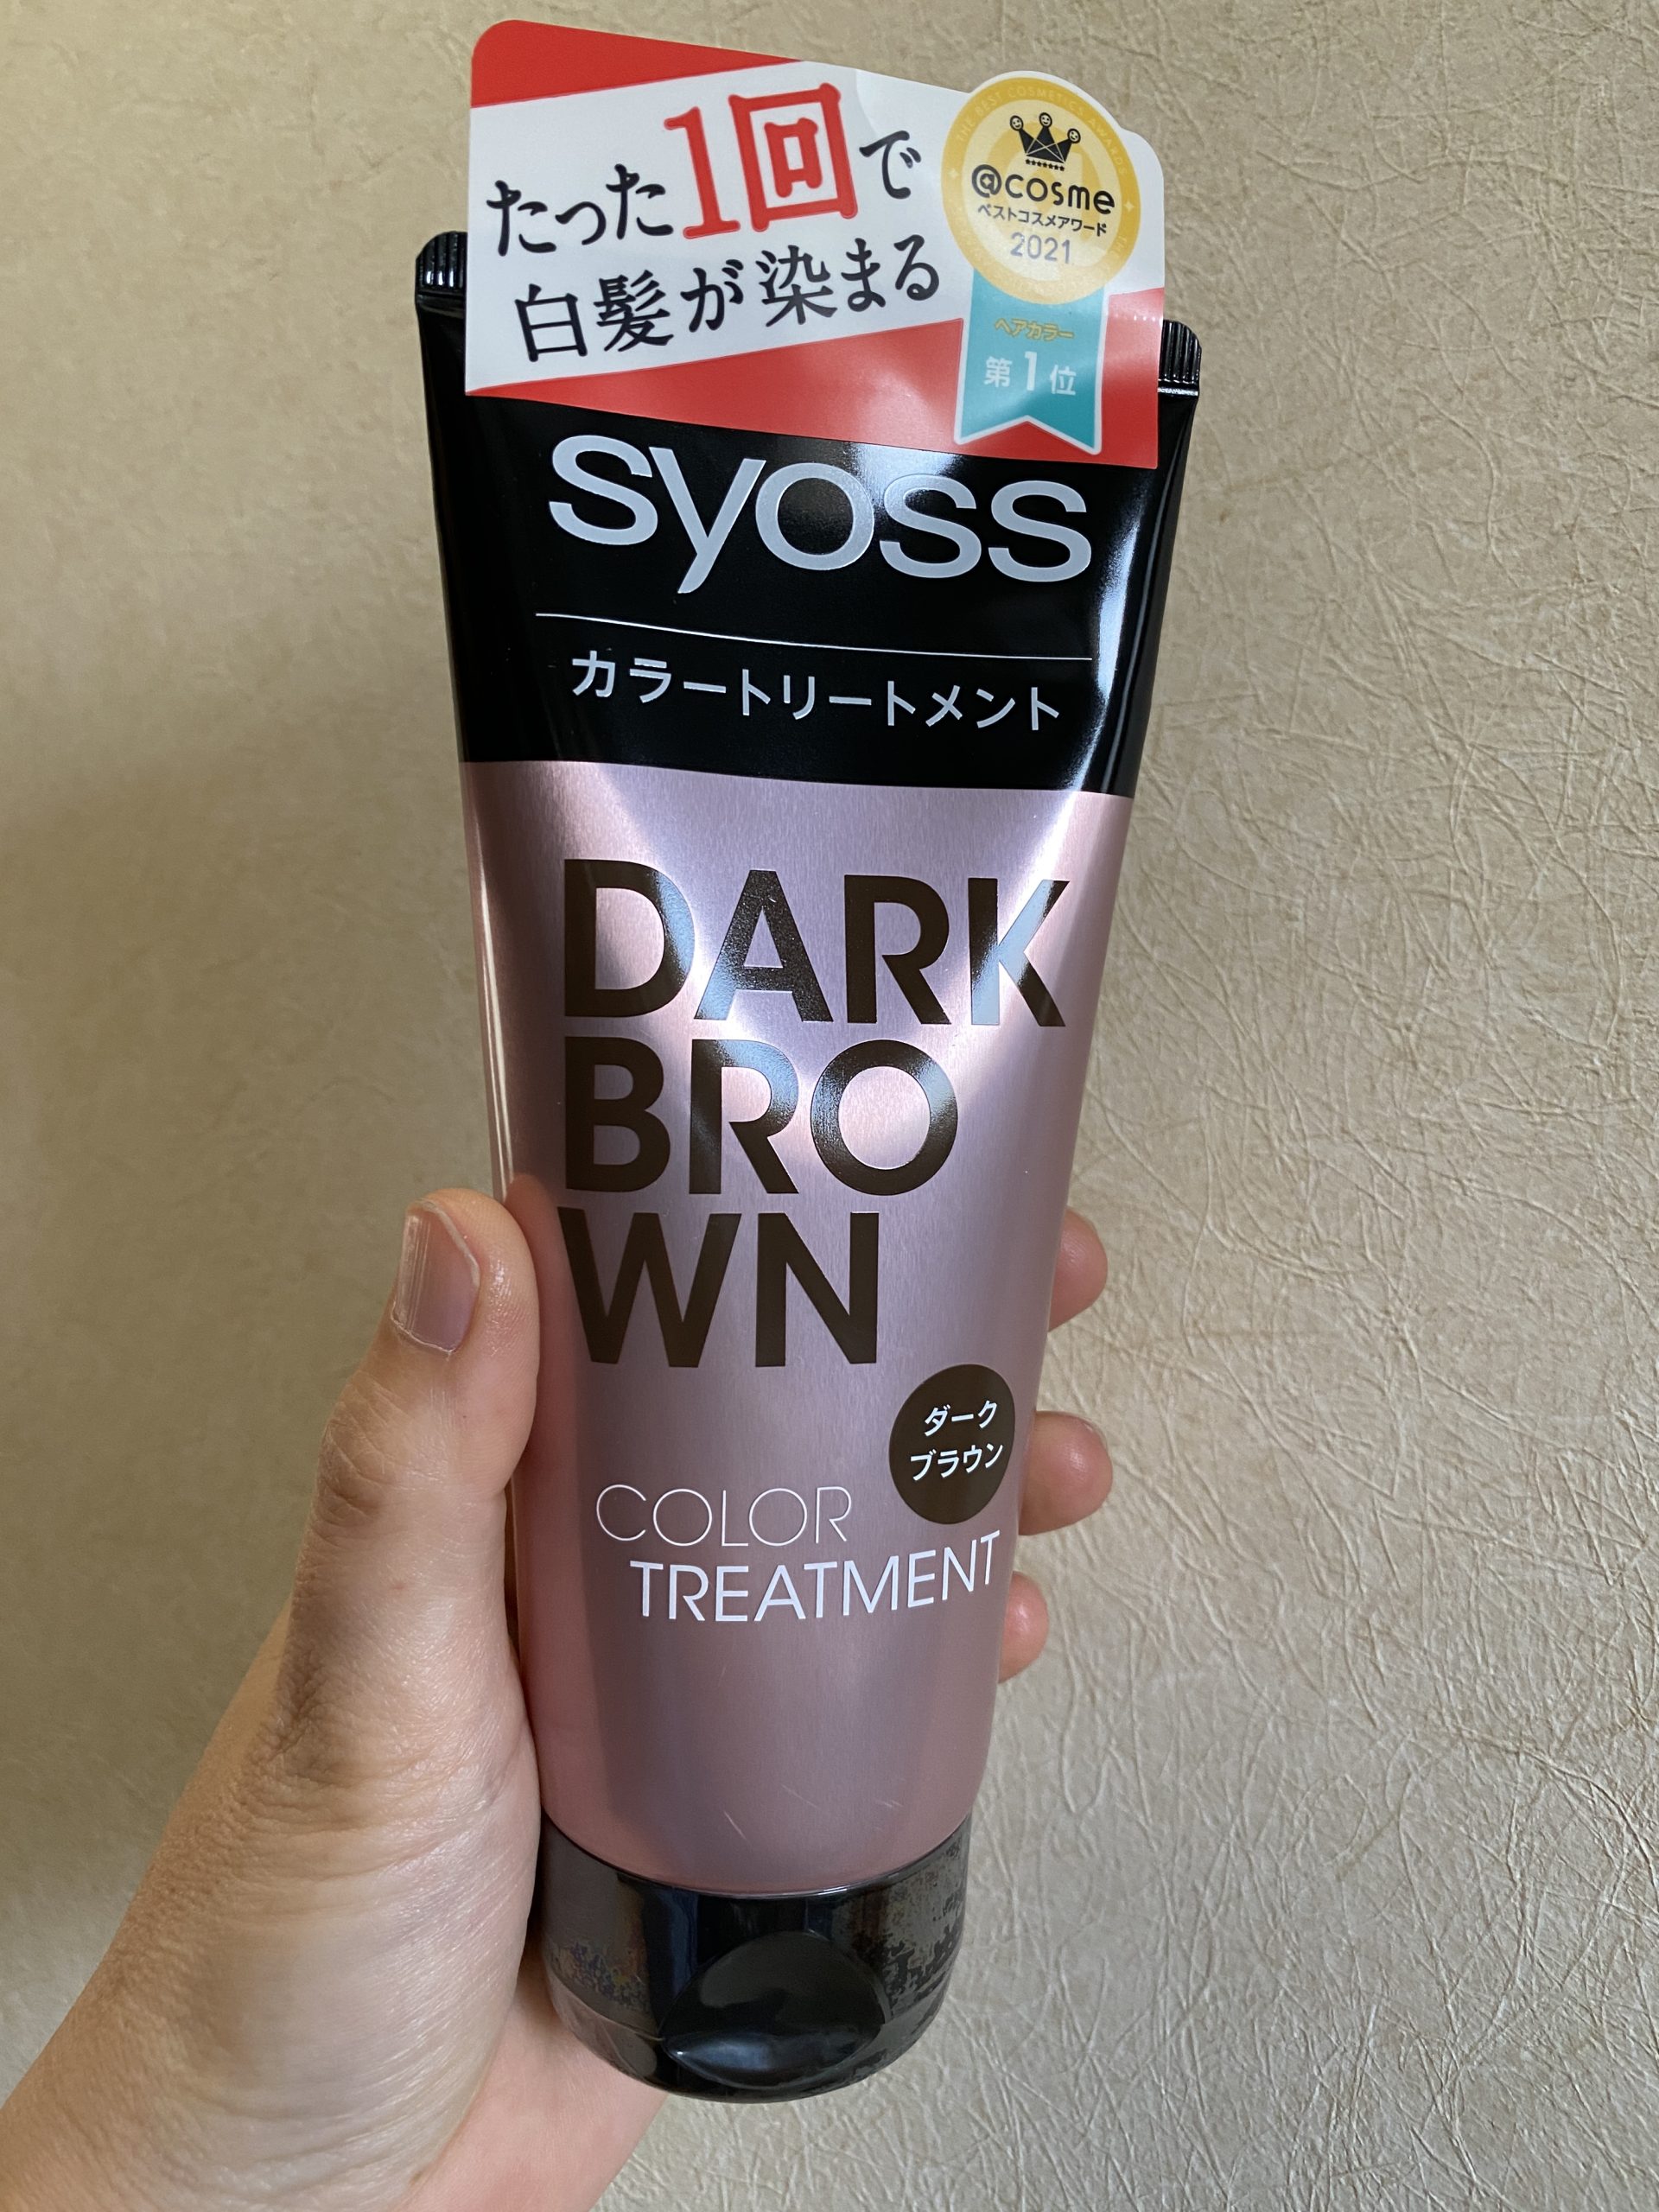 たった1回で
白髪が染まる
THE BEST COSMETICS AWARDS
@cosme
ベストコスメアワード
2021
ヘアカラー
第1位
syoss
カラートリートメント
DARK
BRO
WN
ダーク
ブラウン
COLOR
TREATMENT